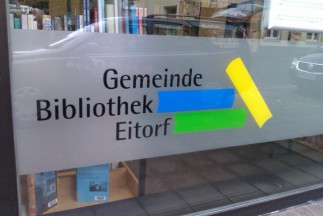 Gemeinde
Bibliothek
Eitorf